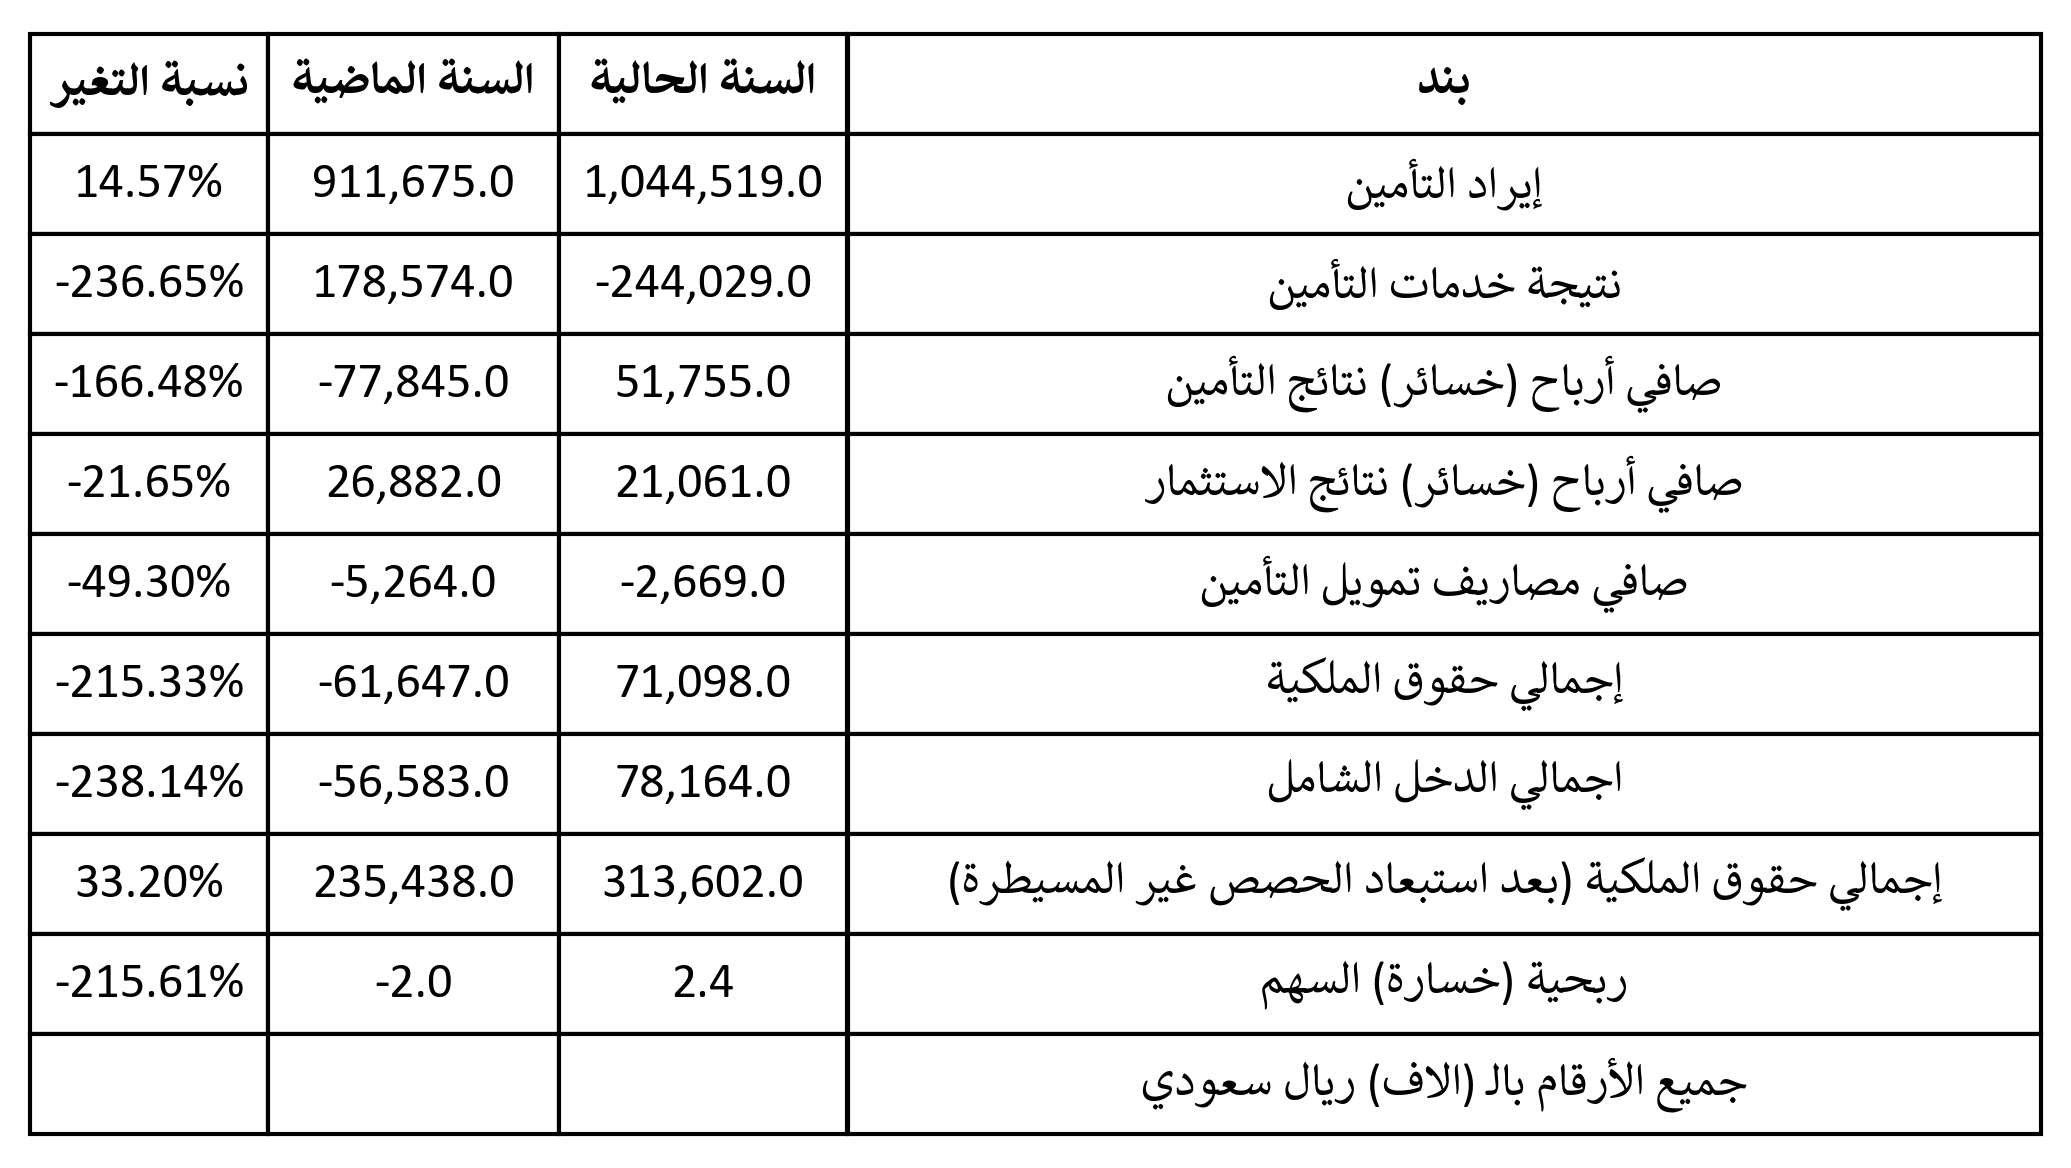 بند السنة الحالية السنة الماضية نسبة التغير
إيراد التأمين 1,044,519.0 911,675.0 14.57%
نتيجة خدمات التأمين -244,029.0 178,574.0 -236.65%
صافي أرباح (خسائر) نتائج التأمين 51,755.0 -77,845.0 -166.48%
صافي أرباح (خسائر) نتائج الاستثمار 21,061.0 26,882.0 -21.65%
صافي مصاريف تمويل التأمين -2,669.0 -5,264.0 -49.30%
إجمالي حقوق الملكية 71,098.0 -61,647.0 -215.33%
اجمالي الدخل الشامل 78,164.0 -56,583.0 -238.14%
إجمالي حقوق الملكية (بعد استبعاد الحصص غير المسيطرة) 313,602.0 235,438.0 33.20%
ربحية (خسارة) السهم 2.4 -2.0 -215.61%
جميع الأرقام بالـ (الاف) ريال سعودي